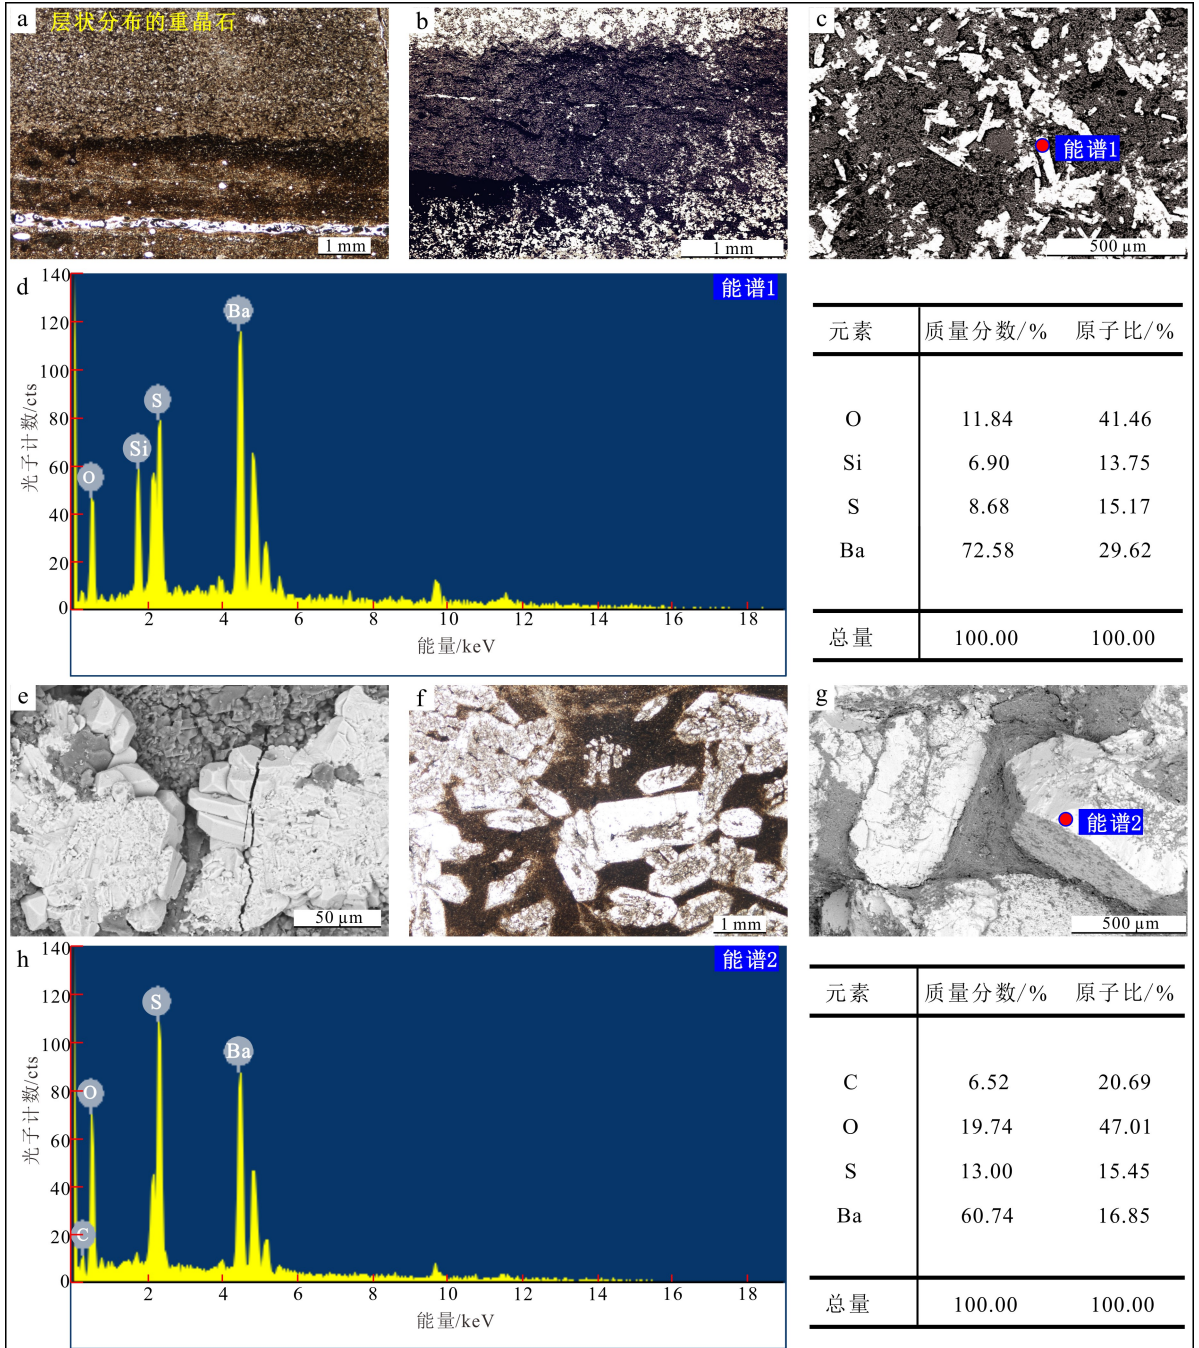 a 层状分布的重晶石
1 mm
b
1 mm
c
能谱1
500 μm
d
能谱1
140
120
100
80
60
40
20
0
光子计数/cts
O
Si
S
Ba
2 4 6 8 10 12 14 16 18
能量/keV
元素 质量分数/% 原子比/%
O 11.84 41.46
Si 6.90 13.75
S 8.68 15.17
Ba 72.58 29.62
总量 100.00 100.00
e
50 μm
f
1 mm
g
能谱2
500 μm
h
能谱2
140
120
100
80
60
40
20
0
光子计数/cts
C
O
S
Ba
2 4 6 8 10 12 14 16 18
能量/keV
元素 质量分数/% 原子比/%
C 6.52 20.69
O 19.74 47.01
S 13.00 15.45
Ba 60.74 16.85
总量 100.00 100.00